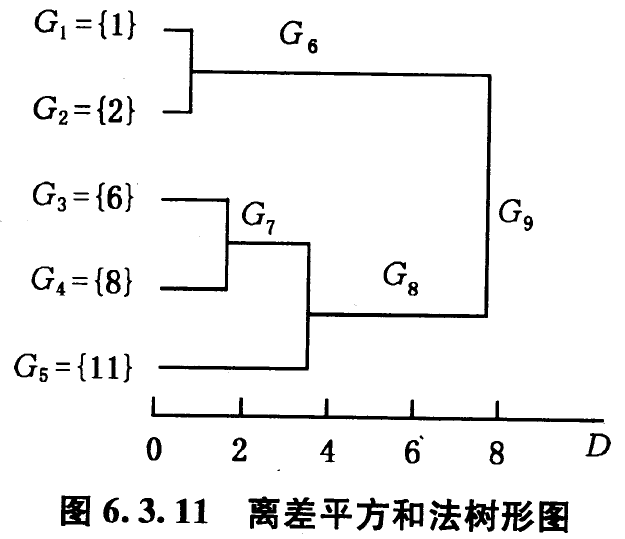 G₁={1}
G₆
G₂={2}
G₃={6}
G₇
G₉
G₄={8}
G₈
G₅={11}
0 2 4 6 8 D
图 6.3.11 离差平方和法树形图